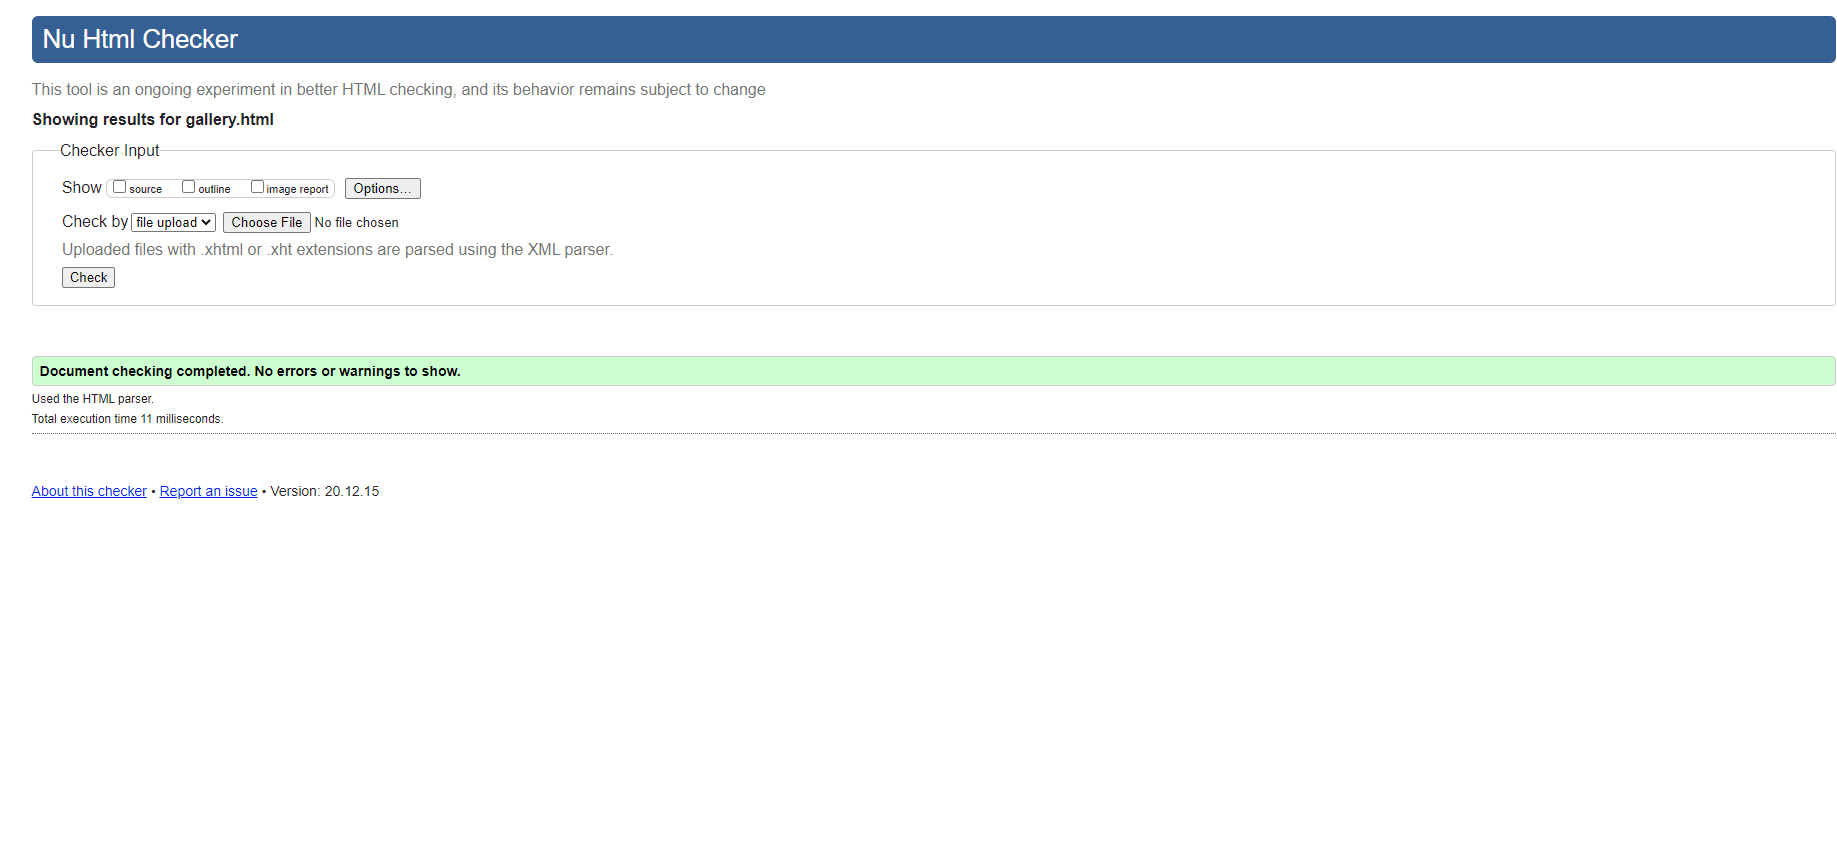 Nu Html Checker
This tool is an ongoing experiment in better HTML checking, and its behavior remains subject to change
Showing results for gallery.html
Checker Input
Show source outline image report Options...
Check by file upload Choose File No file chosen
Uploaded files with .xhtml or .xht extensions are parsed using the XML parser.
Check
Document checking completed. No errors or warnings to show.
Used the HTML parser.
Total execution time 11 milliseconds.
About this checker • Report an issue • Version: 20.12.15